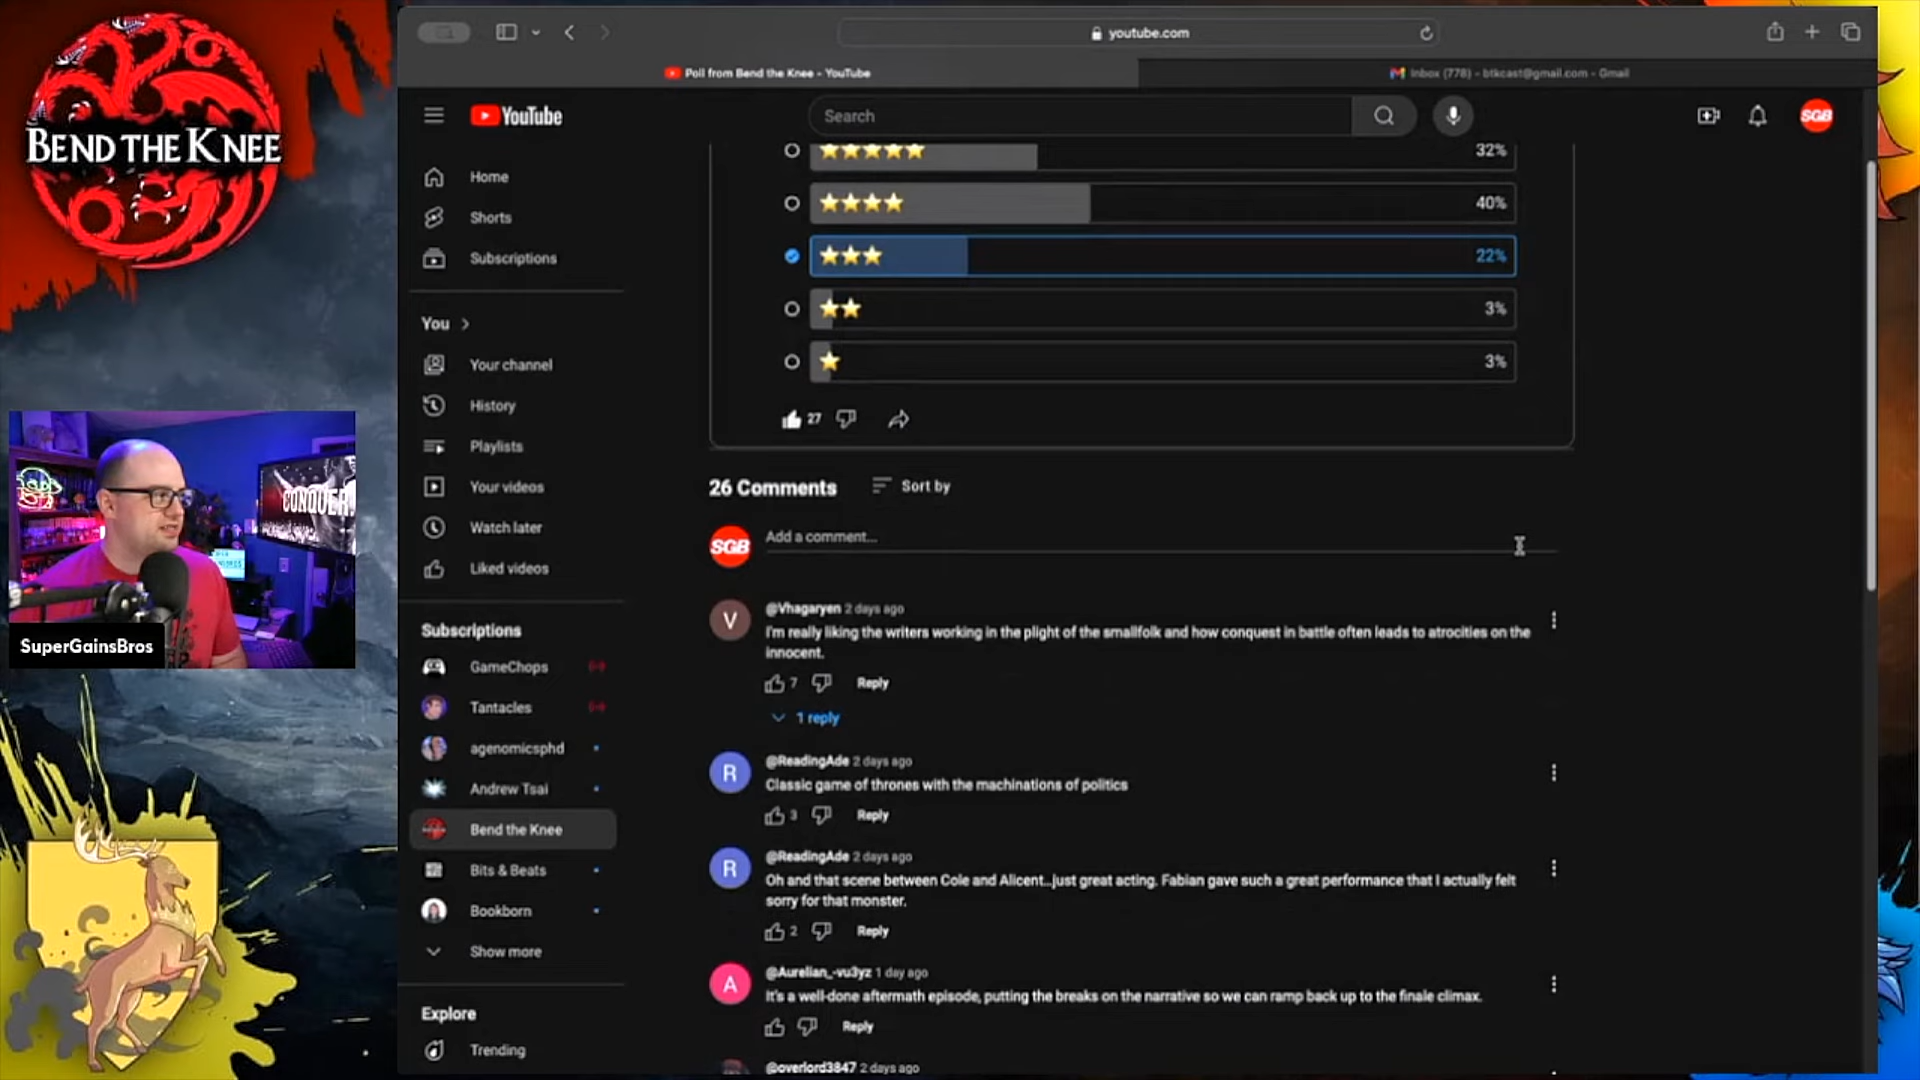 BEND THE KNEE
youtube.com
Poll from Bend the Knee - YouTube
Inbox (778) - btkcast@gmail.com - Gmail
YouTube
Search
SGB
Home
Shorts
Subscriptions
You
Your channel
History
Playlists
Your videos
Watch later
Liked videos
Subscriptions
GameChops
Tantacles
agenomicsphd
Andrew Tsai
Bend the Knee
Bits & Beats
Bookborn
Show more
Explore
Trending
32%
40%
22%
3%
3%
27
26 Comments
Sort by
SGB
Add a comment...
V
@Vhagaryen 2 days ago
I'm really liking the writers working in the plight of the smallfolk and how conquest in battle often leads to atrocities on the
innocent.
7
Reply
1 reply
R
@ReadingAde 2 days ago
Classic game of thrones with the machinations of politics
3
Reply
R
@ReadingAde 2 days ago
Oh and that scene between Cole and Alicent...just great acting. Fabian gave such a great performance that I actually felt
sorry for that monster.
2
Reply
A
@Aurelian_-vu3yz 1 day ago
It's a well-done aftermath episode, putting the breaks on the narrative so we can ramp back up to the finale climax.
Reply
@overlord3847 2 days ago
CONQUER
SuperGainsBros